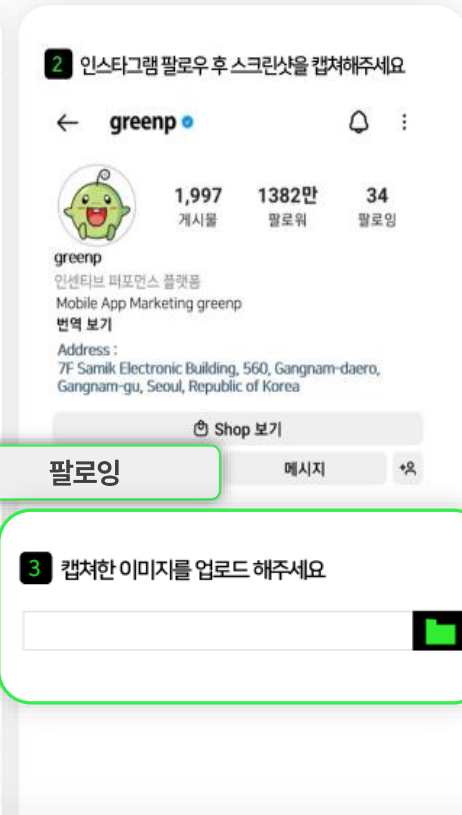 2 인스타그램 팔로우 후 스크린샷을 캡쳐해주세요
greenp
1,997 1382만 34
게시물 팔로워 팔로잉
greenp
인센티브 퍼포먼스 플랫폼
Mobile App Marketing greenp
번역 보기
Address :
7F Samik Electronic Building, 560, Gangnam-daero,
Gangnam-gu, Seoul, Republic of Korea
Shop 보기
팔로잉 메시지
3 캡쳐한 이미지를 업로드 해주세요